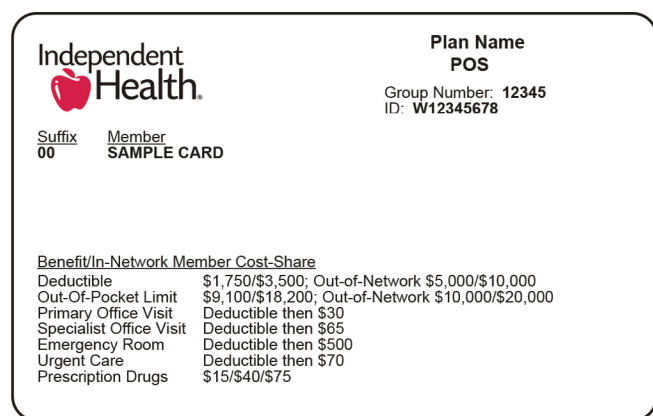 Independent
Health.
Plan Name
POS
Group Number: 12345
ID: W12345678
Suffix Member
00 SAMPLE CARD
Benefit/In-Network Member Cost-Share
Deductible $1,750/$3,500; Out-of-Network $5,000/$10,000
Out-Of-Pocket Limit $9,100/$18,200; Out-of-Network $10,000/$20,000
Primary Office Visit Deductible then $30
Specialist Office Visit Deductible then $65
Emergency Room Deductible then $500
Urgent Care Deductible then $70
Prescription Drugs $15/$40/$75